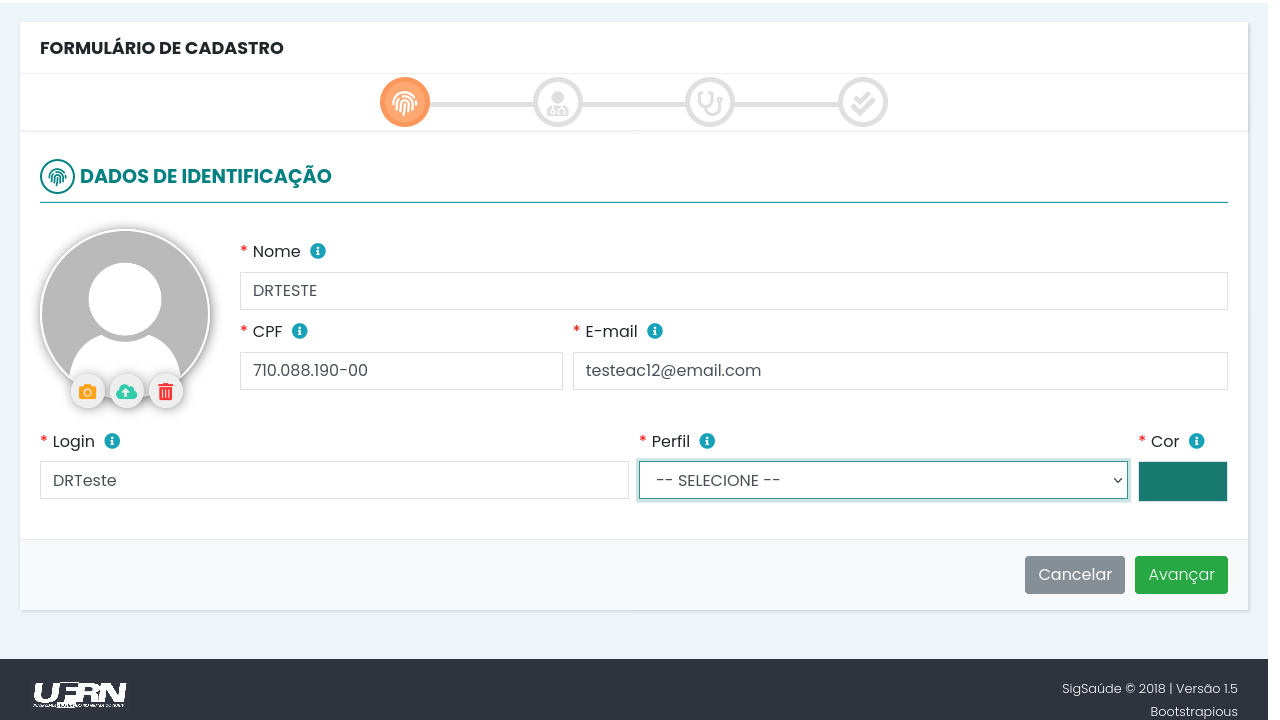 FORMULÁRIO DE CADASTRO
DADOS DE IDENTIFICAÇÃO
* Nome
DRTESTE
* CPF
* E-mail
710.088.190-00
testeac12@email.com
* Login
* Perfil
* Cor
DRTeste
-- SELECIONE --
Cancelar
Avançar
UFRN
SigSaúde © 2018 | Versão 1.5
Bootstrapious